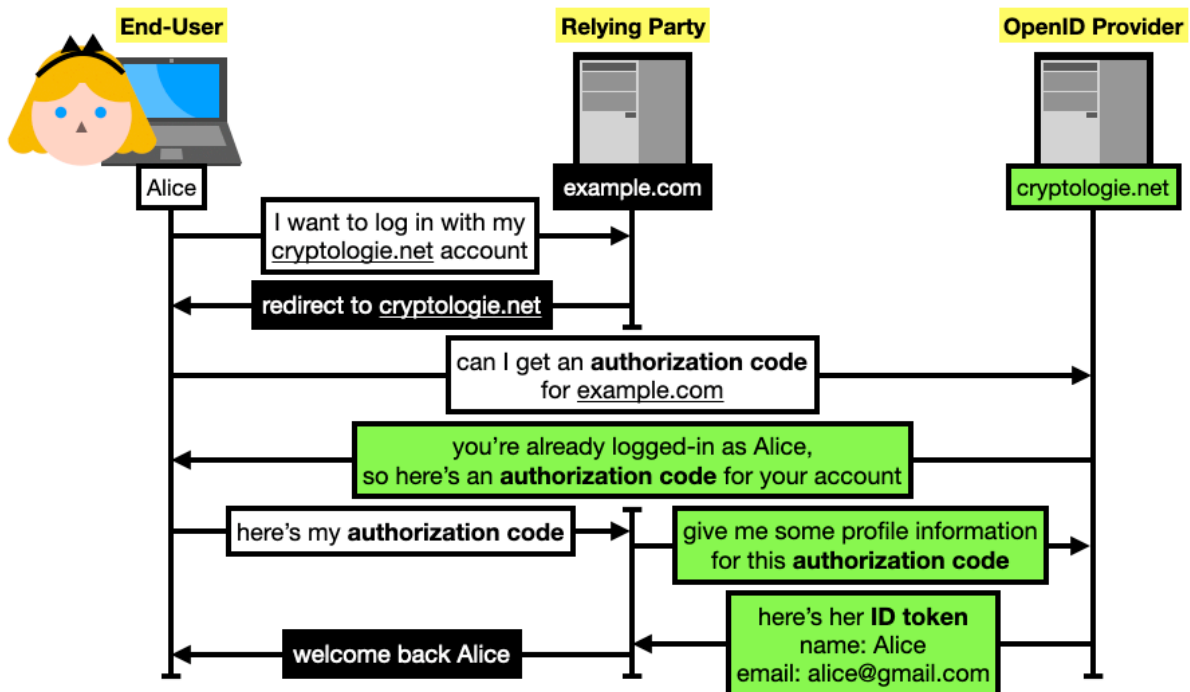 End-User
Relying Party
OpenID Provider
Alice
example.com
cryptologie.net
I want to log in with my
cryptologie.net account
redirect to cryptologie.net
can I get an authorization code
for example.com
you're already logged-in as Alice,
so here's an authorization code for your account
here's my authorization code
give me some profile information
for this authorization code
here's her ID token
name: Alice
email: alice@gmail.com
welcome back Alice